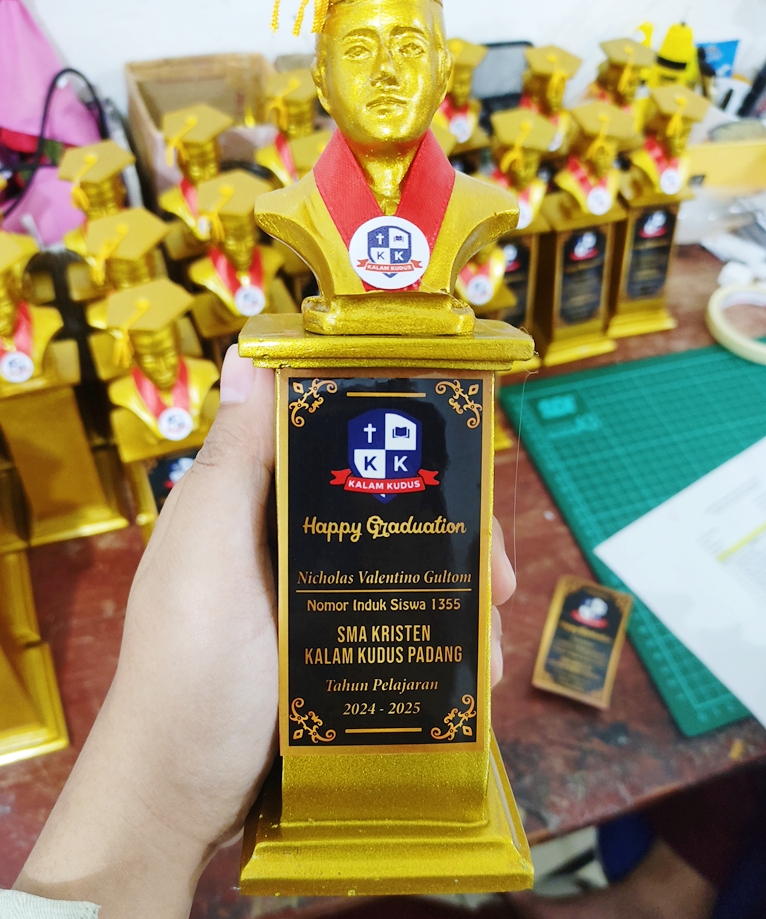 K K
KALAM KUDUS
K K
KALAM KUDUS
Happy Graduation
Nicholas Valentino Gultom
Nomor Induk Siswa 1355
SMA KRISTEN
KALAM KUDUS PADANG
Tahun Pelajaran
2024 - 2025